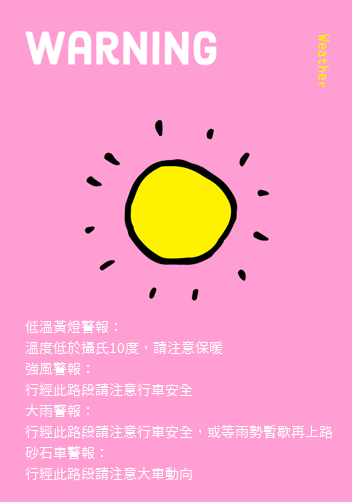 WARNING
Weather
低溫黃燈警報：
溫度低於攝氏10度，請注意保暖
強風警報：
行經此路段請注意行車安全
大雨警報：
行經此路段請注意行車安全，或等雨勢暫歇再上路
砂石車警報：
行經此路段請注意大車動向